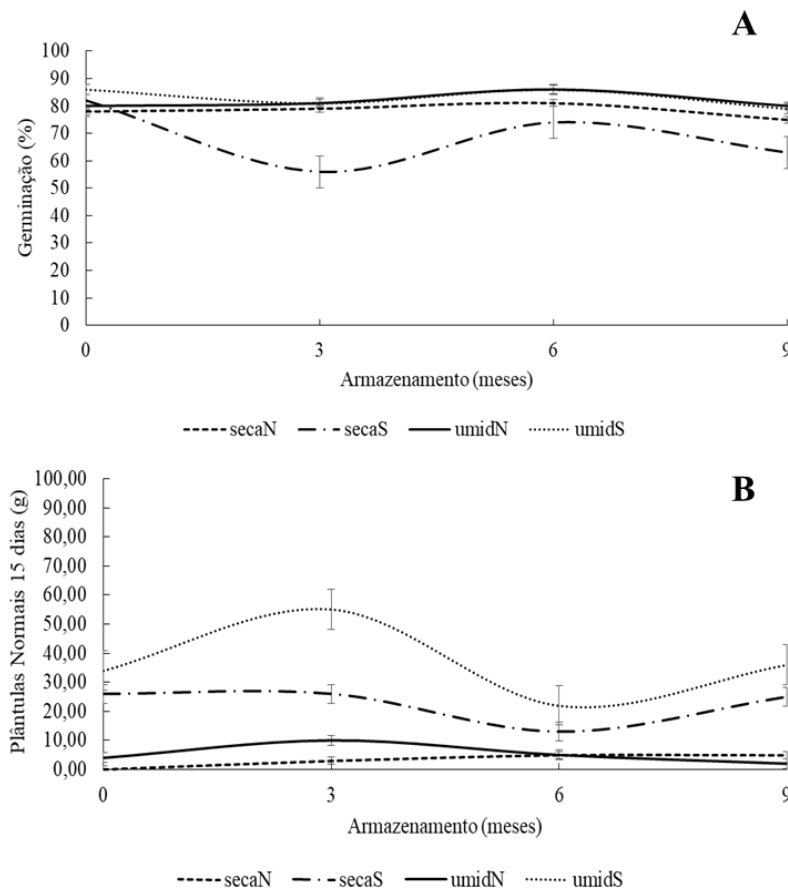 A
100
90
80
70
60
50
40
30
20
10
0
Germinação (%)
0 3 6 9
Armazenamento (meses)
secaN secaS umidN umidS
B
100,00
90,00
80,00
70,00
60,00
50,00
40,00
30,00
20,00
10,00
0,00
Plântulas Normais 15 dias (g)
0 3 6 9
Armazenamento (meses)
secaN secaS umidN umidS